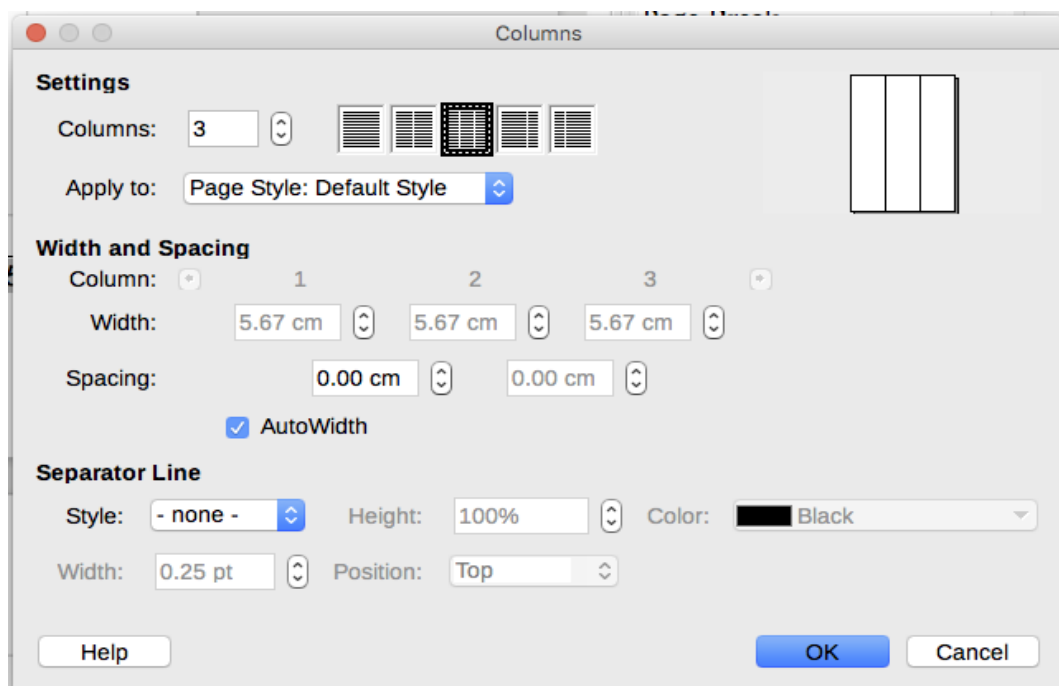 Page Break
Columns
Settings
Columns: 3
Apply to: Page Style: Default Style
Width and Spacing
Column: 1 2 3
Width: 5.67 cm 5.67 cm 5.67 cm
Spacing: 0.00 cm 0.00 cm
AutoWidth
Separator Line
Style: - none - Height: 100% Color: Black
Width: 0.25 pt Position: Top
Help OK Cancel